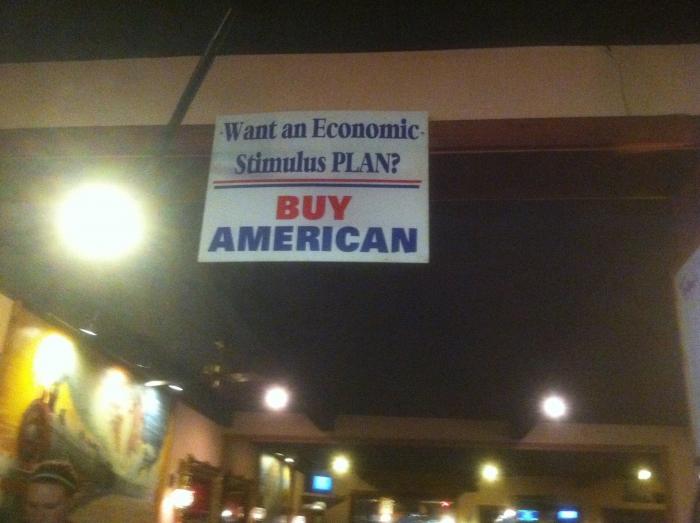 Want an Economic
Stimulus PLAN?
BUY
AMERICAN